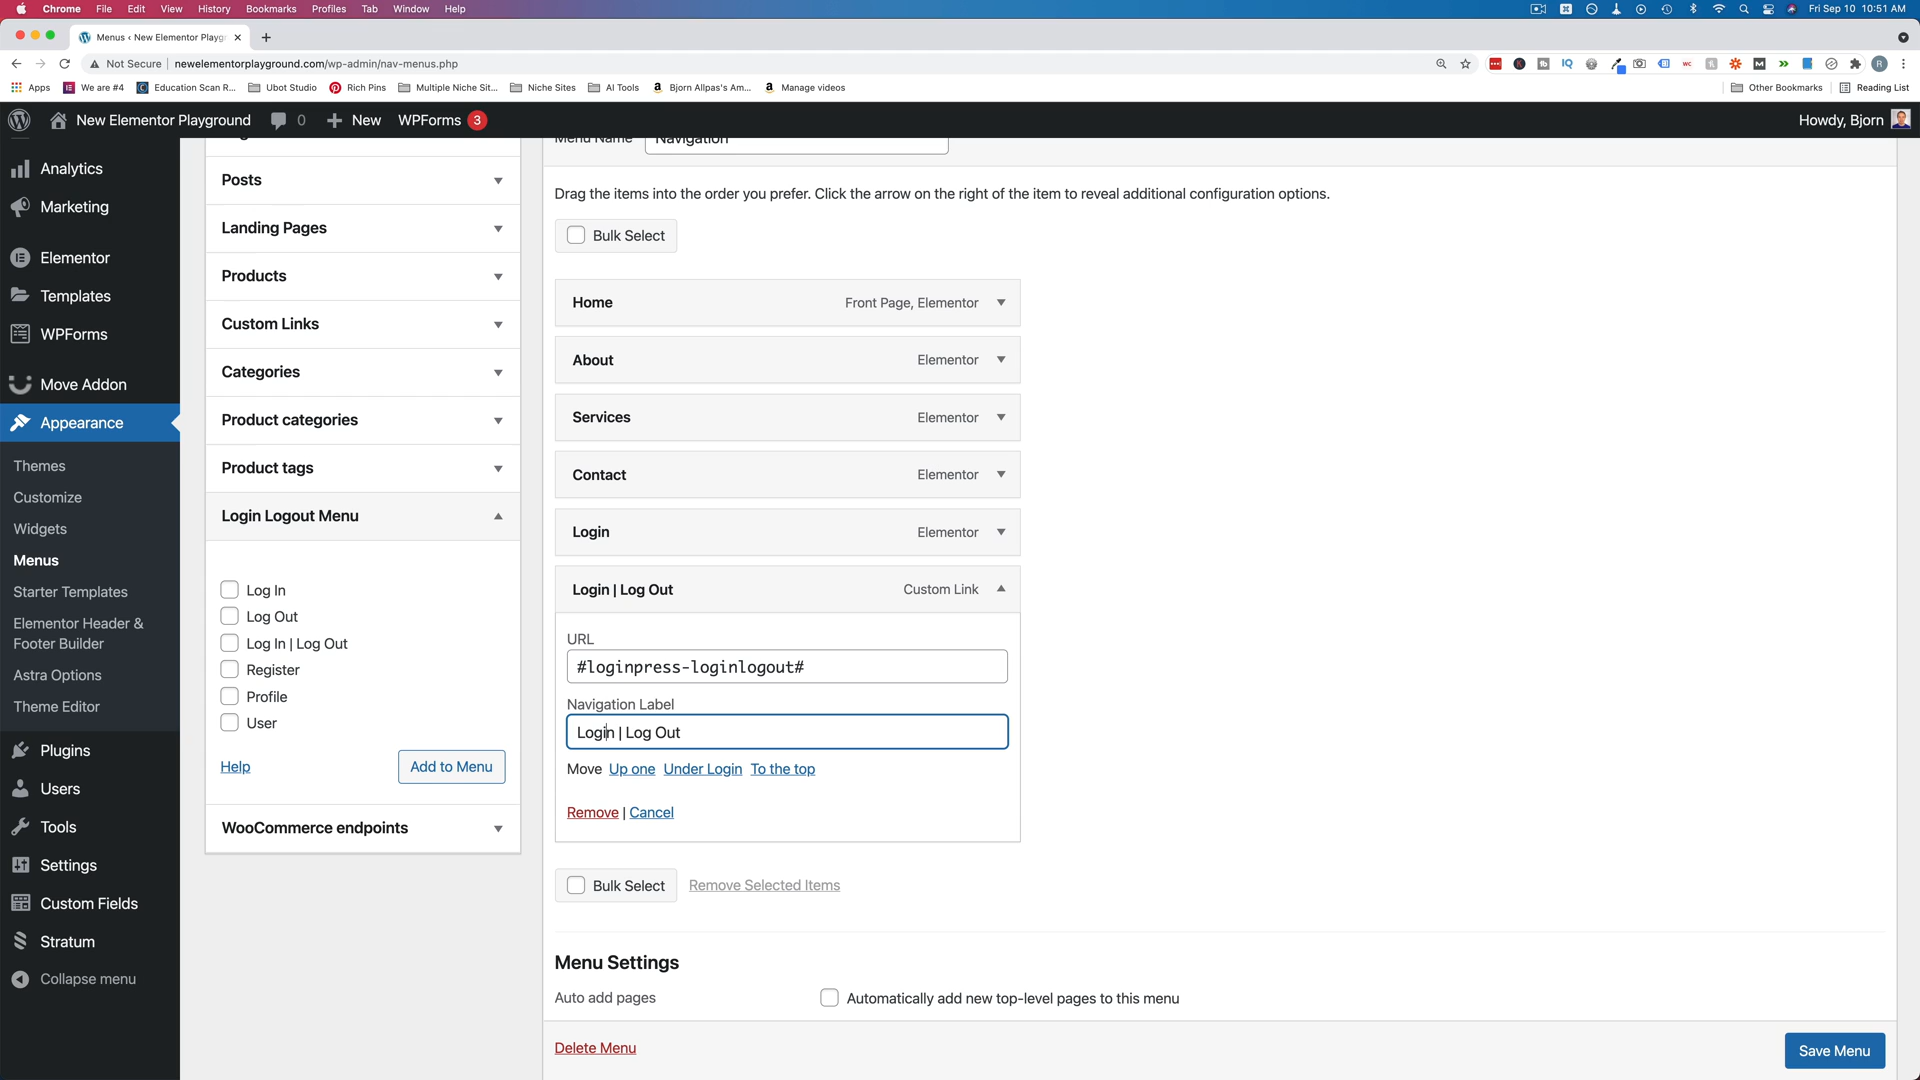 Chrome File Edit View History Bookmarks Profiles Tab Window Help
Fri Sep 10 10:51 AM
Menus ‹ New Elementor Playgr
Not Secure | newelementorplayground.com/wp-admin/nav-menus.php
Apps We are #4 Education Scan R... Ubot Studio Rich Pins Multiple Niche Sit... Niche Sites AI Tools Bjorn Allpas's Am... Manage videos Other Bookmarks Reading List
New Elementor Playground 0 New WPForms 3 Howdy, Bjorn
Analytics
Marketing
Elementor
Templates
WPForms
Move Addon
Appearance
Themes
Customize
Widgets
Menus
Starter Templates
Elementor Header &
Footer Builder
Astra Options
Theme Editor
Plugins
Users
Tools
Settings
Custom Fields
Stratum
Collapse menu
Posts
Landing Pages
Products
Custom Links
Categories
Product categories
Product tags
Login Logout Menu
Log In
Log Out
Log In | Log Out
Register
Profile
User
Help Add to Menu
WooCommerce endpoints
Menu Name Navigation
Drag the items into the order you prefer. Click the arrow on the right of the item to reveal additional configuration options.
Bulk Select
Home Front Page, Elementor
About Elementor
Services Elementor
Contact Elementor
Login Elementor
Login | Log Out Custom Link
URL
#loginpress-loginlogout#
Navigation Label
Login | Log Out
Move Up one Under Login To the top
Remove | Cancel
Bulk Select Remove Selected Items
Menu Settings
Auto add pages Automatically add new top-level pages to this menu
Delete Menu Save Menu